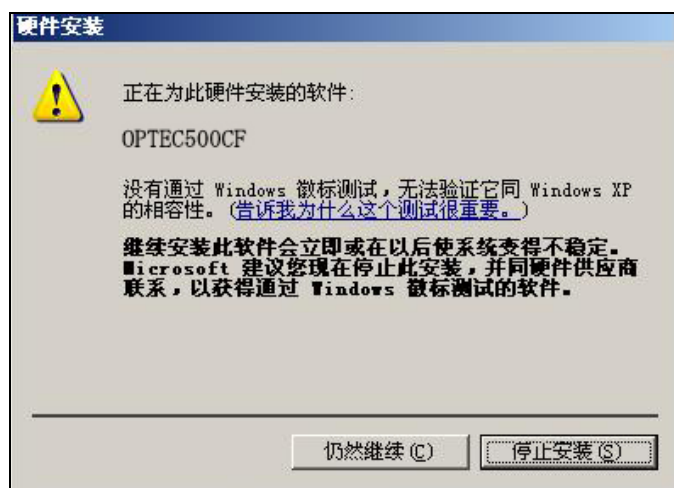 硬件安装
正在为此硬件安装的软件:
OPTEC500CF
没有通过 Windows 徽标测试，无法验证它同 Windows XP
的相容性。(告诉我为什么这个测试很重要。)
继续安装此软件会立即或在以后使系统变得不稳定。
Microsoft 建议您现在停止此安装，并同硬件供应商
联系，以获得通过 Windows 徽标测试的软件。
仍然继续(C)
停止安装(S)